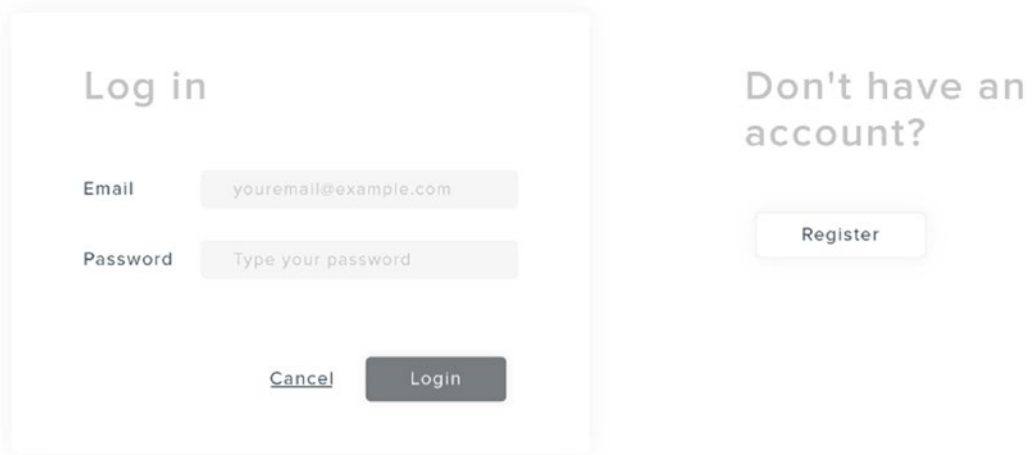 Log in
Email
youremail@example.com
Password
Type your password
Cancel
Login
Don't have an
account?
Register